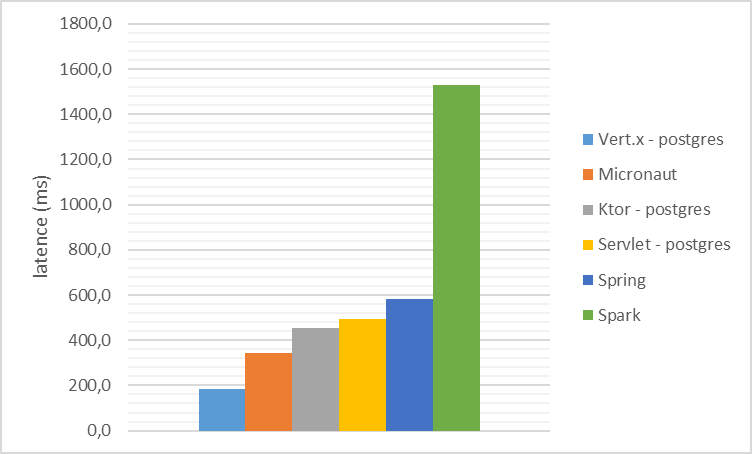 1800,0
1600,0
1400,0
1200,0
1000,0
800,0
600,0
400,0
200,0
0,0
latence (ms)
Vert.x - postgres
Micronaut
Ktor - postgres
Servlet - postgres
Spring
Spark